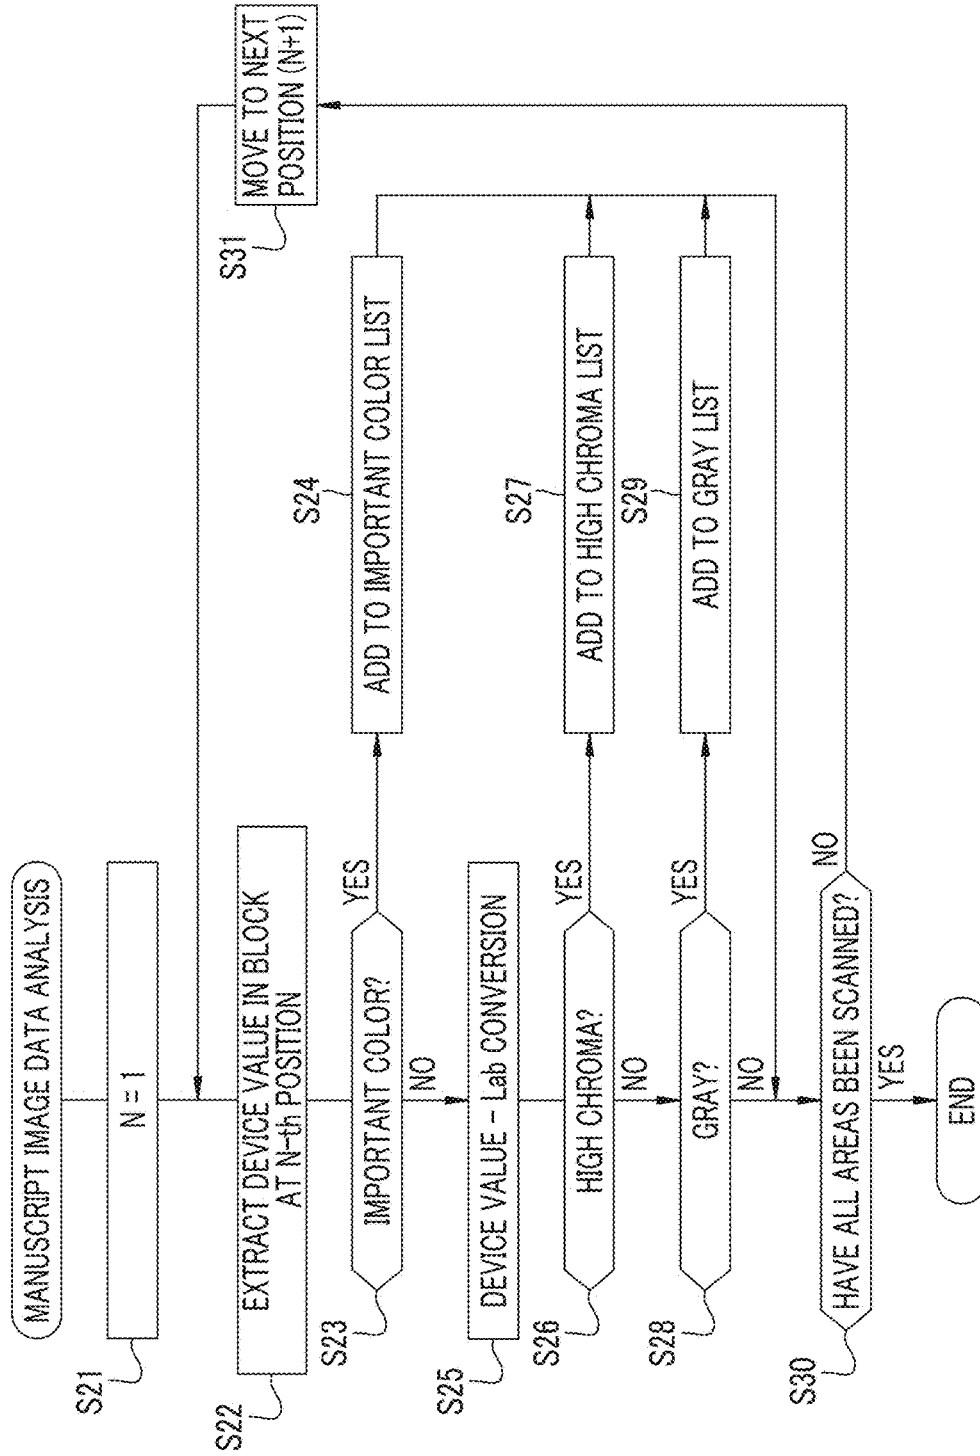 MANUSCRIPT IMAGE DATA ANALYSIS
S21
N = 1
S22
EXTRACT DEVICE VALUE IN BLOCK
AT N-th POSITION
S23
IMPORTANT COLOR?
YES
NO
S24
ADD TO IMPORTANT COLOR LIST
S25
DEVICE VALUE – Lab CONVERSION
S26
HIGH CHROMA?
YES
NO
S27
ADD TO HIGH CHROMA LIST
S28
GRAY?
YES
NO
S29
ADD TO GRAY LIST
S30
HAVE ALL AREAS BEEN SCANNED?
NO
YES
S31
MOVE TO NEXT
POSITION (N+1)
END